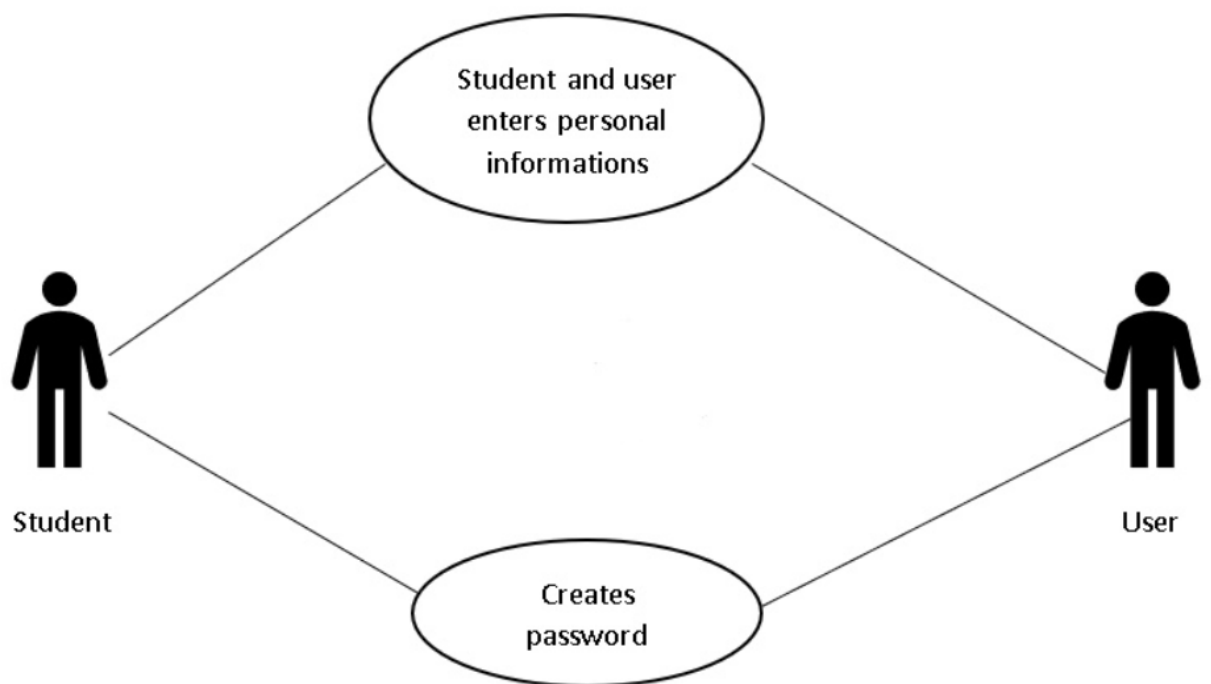 Student and user
enters personal
informations
Student
User
Creates
password